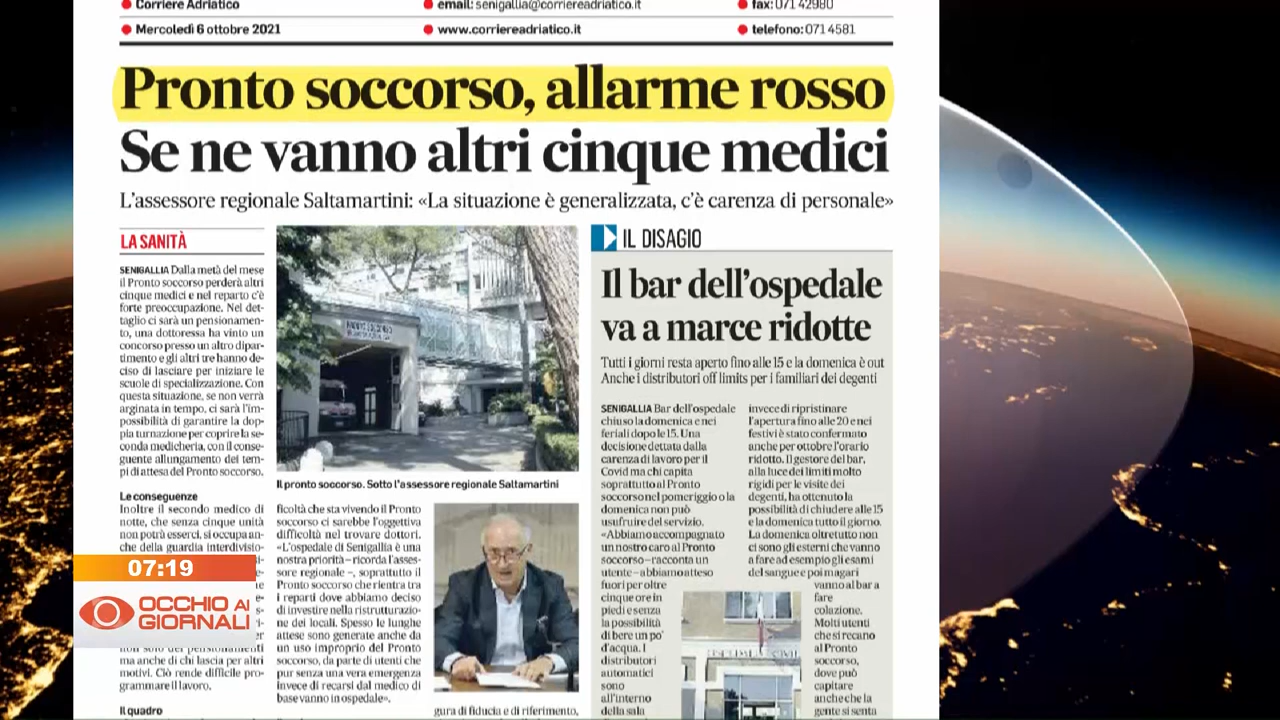 Corriere Adriatico
email: senigallia@corriereadriatico.it
fax: 071 42980
Mercoledì 6 ottobre 2021
www.corriereadriatico.it
telefono: 071 4581
Pronto soccorso, allarme rosso
Se ne vanno altri cinque medici
L'assessore regionale Saltamartini: «La situazione è generalizzata, c'è carenza di personale»
LA SANITÀ
SENIGALLIA Dalla metà del mese
il Pronto soccorso perderà altri
cinque medici e nel reparto c'è
forte preoccupazione. Nel det-
taglio ci sarà un pensionamen-
to, una dottoressa ha vinto un
concorso presso un altro dipar-
timento e gli altri tre hanno de-
ciso di lasciare per iniziare le
scuole di specializzazione. Con
questa situazione, se non verrà
arginata in tempo, ci sarà l'im-
possibilità di garantire la dop-
pia turnazione per coprire la se-
conda medicheria, con il conse-
guente allungamento dei tem-
pi di attesa del Pronto soccorso.
Le conseguenze
Inoltre il secondo medico di
notte, che senza cinque unità
non potrà esserci, si occupa an-
che della guardia interdivisio-
non solo dei pensionamenti
ma anche di chi lascia per altri
motivi. Ciò rende difficile pro-
grammare il lavoro.
Il quadro
PRONTO SOCCORSO
Il pronto soccorso. Sotto l'assessore regionale Saltamartini
ficoltà che sta vivendo il Pronto
soccorso ci sarebbe l'oggettiva
difficoltà nel trovare dottori.
«L'ospedale di Senigallia è una
nostra priorità – ricorda l'asses-
sore regionale –, soprattutto il
Pronto soccorso che rientra tra
i reparti dove abbiamo deciso
di investire nella ristrutturazio-
ne dei locali. Spesso le lunghe
attese sono generate anche da
un uso improprio del Pronto
soccorso, da parte di utenti che
pur senza una vera emergenza
invece di recarsi dal medico di
base vanno in ospedale».
gura di fiducia e di riferimento,
IL DISAGIO
Il bar dell'ospedale
va a marce ridotte
Tutti i giorni resta aperto fino alle 15 e la domenica è out
Anche i distributori off limits per i familiari dei degenti
SENIGALLIA Bar dell'ospedale
chiuso la domenica e nei
feriali dopo le 15. Una
decisione dettata dalla
carenza di lavoro per il
Covid ma chi capita
soprattutto al Pronto
soccorso nel pomeriggio o la
domenica non può
usufruire del servizio.
«Abbiamo accompagnato
un nostro caro al Pronto
soccorso – racconta un
utente – abbiamo atteso
fuori per oltre
cinque ore in
piedi e senza
la possibilità
di bere un po'
d'acqua. I
distributori
automatici
sono
all'interno
della sala
invece di ripristinare
l'apertura fino alle 20 e nei
festivi è stato confermato
anche per ottobre l'orario
ridotto. Il gestore del bar,
alla luce dei limiti molto
rigidi per le visite dei
degenti, ha ottenuto la
possibilità di chiudere alle 15
e la domenica tutto il giorno.
La domenica oltretutto non
ci sono gli esterni che vanno
a fare ad esempio gli esami
del sangue e poi magari
vanno al bar a
fare
colazione.
Molti utenti
che si recano
al Pronto
soccorso,
dove può
capitare
anche che la
gente si senta
07:19
OCCHIO AI
GIORNALI